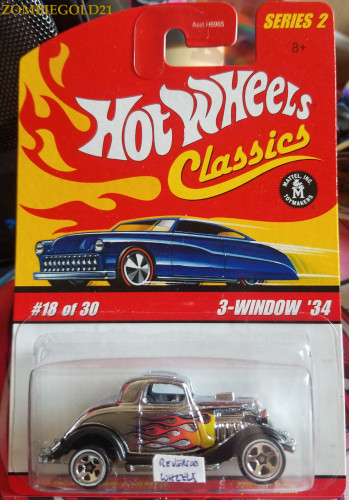 ZOMBIEGOLD21
Asst.H6965
SERIES 2
8+
HOT WHEELS
Classics
MATTEL, INC.
M
TOYMAKERS
#18 of 30
3-WINDOW '34
REVERSED
WHEELS